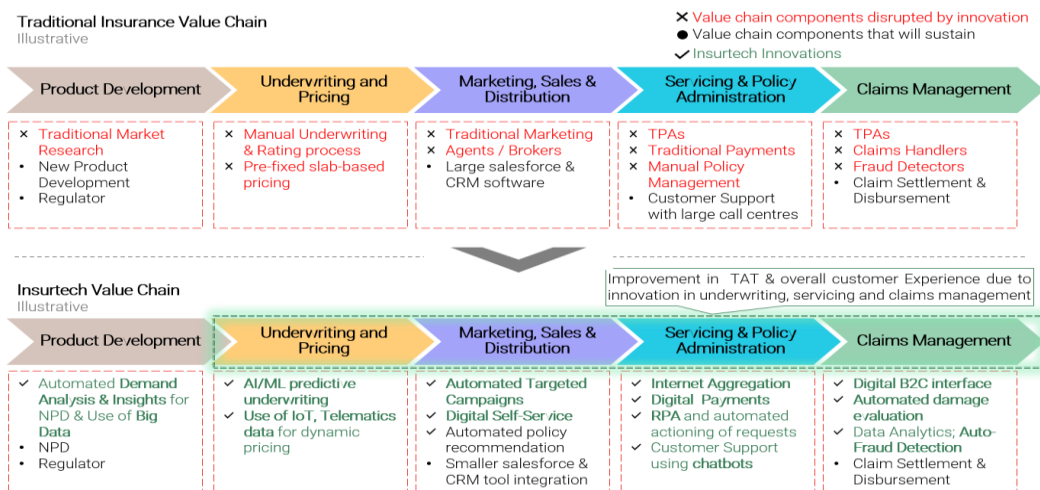 Traditional Insurance Value Chain
Illustrative
✕ Value chain components disrupted by innovation
● Value chain components that will sustain
✓ Insurtech Innovations
Product Development
Underwriting and
Pricing
Marketing, Sales &
Distribution
Servicing & Policy
Administration
Claims Management
✕ Traditional Market
Research
• New Product
Development
• Regulator
✕ Manual Underwriting
& Rating process
✕ Pre-fixed slab-based
pricing
✕ Traditional Marketing
✕ Agents / Brokers
• Large salesforce &
CRM software
✕ TPAs
✕ Traditional Payments
✕ Manual Policy
Management
• Customer Support
with large call centres
✕ TPAs
✕ Claims Handlers
✕ Fraud Detectors
• Claim Settlement &
Disbursement
Improvement in TAT & overall customer Experience due to
innovation in underwriting, servicing and claims management
Insurtech Value Chain
Illustrative
Product Development
Underwriting and
Pricing
Marketing, Sales &
Distribution
Servicing & Policy
Administration
Claims Management
✓ Automated Demand
Analysis & Insights for
NPD & Use of Big
Data
• NPD
• Regulator
✓ AI/ML predictive
underwriting
✓ Use of IoT, Telematics
data for dynamic
pricing
✓ Automated Targeted
Campaigns
✓ Digital Self-Service
✓ Automated policy
recommendation
• Smaller salesforce &
CRM tool integration
✓ Internet Aggregation
✓ Digital Payments
✓ RPA and automated
actioning of requests
✓ Customer Support
using chatbots
✓ Digital B2C interface
✓ Automated damage
evaluation
✓ Data Analytics; Auto-
Fraud Detection
• Claim Settlement &
Disbursement